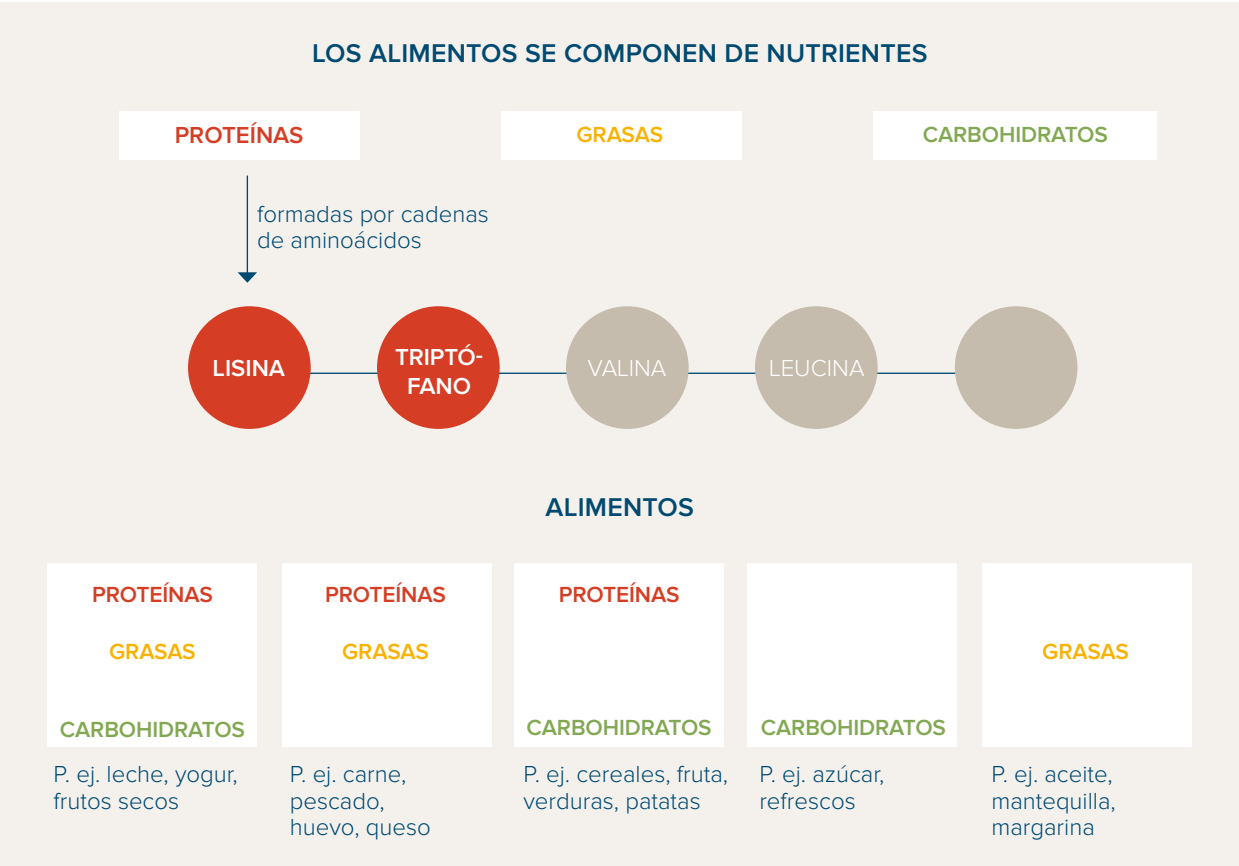 LOS ALIMENTOS SE COMPONEN DE NUTRIENTES
PROTEÍNAS
GRASAS
CARBOHIDRATOS
formadas por cadenas
de aminoácidos
LISINA
TRIPTÓ-
FANO
VALINA
LEUCINA
ALIMENTOS
PROTEÍNAS
GRASAS
CARBOHIDRATOS
P. ej. leche, yogur,
frutos secos
PROTEÍNAS
GRASAS
P. ej. carne,
pescado,
huevo, queso
PROTEÍNAS
CARBOHIDRATOS
P. ej. cereales, fruta,
verduras, patatas
CARBOHIDRATOS
P. ej. azúcar,
refrescos
GRASAS
P. ej. aceite,
mantequilla,
margarina